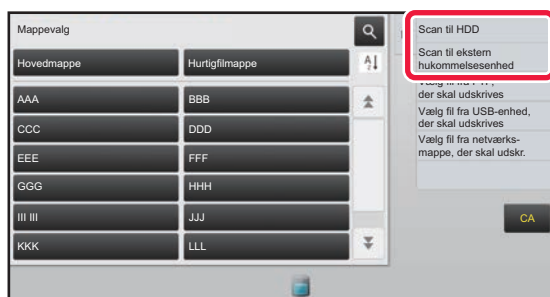 Mappevalg
Hovedmappe
Hurtigfilmappe
AAA
BBB
CCC
DDD
EEE
FFF
GGG
HHH
III III
JJJ
KKK
LLL
Scan til HDD
Scan til ekstern
hukommelsesenhed
der skal udskrives
Vælg fil fra USB-enhed,
der skal udskrives
Vælg fil fra netværks-
mappe, der skal udskr.
CA